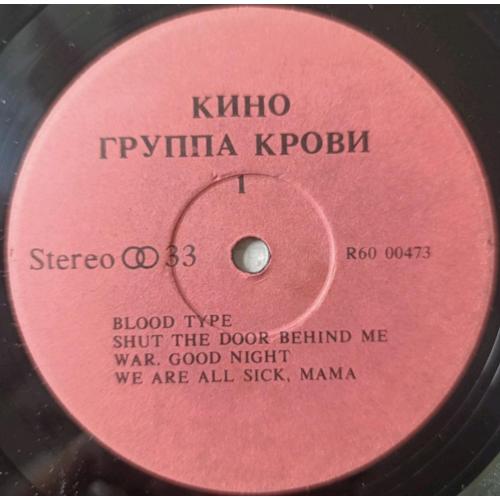 КИНО
ГРУППА КРОВИ
1
Stereo ꝏ 33
R60 00473
BLOOD TYPE
SHUT THE DOOR BEHIND ME
WAR. GOOD NIGHT
WE ARE ALL SICK, MAMA